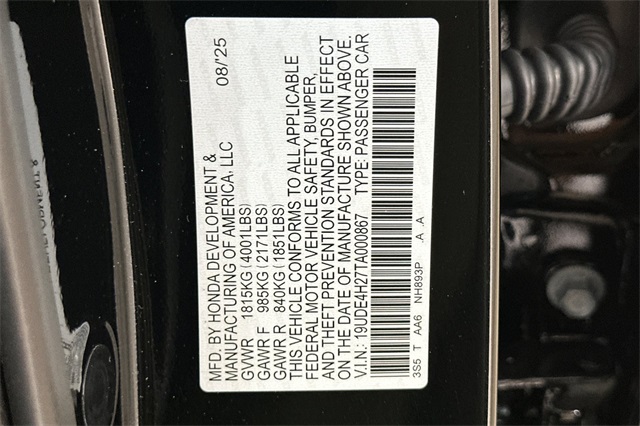 MFD. BY HONDA DEVELOPMENT & 08/'25
MANUFACTURING OF AMERICA, LLC
GVWR 1815KG (4001LBS)
GAWR F 985KG (2171LBS)
GAWR R 840KG (1851LBS)
THIS VEHICLE CONFORMS TO ALL APPLICABLE
FEDERAL MOTOR VEHICLE SAFETY, BUMPER,
AND THEFT PREVENTION STANDARDS IN EFFECT
ON THE DATE OF MANUFACTURE SHOWN ABOVE.
V.I.N.: 19UDE4H27TA000867 TYPE: PASSENGER CAR
3S5 T AA6 NH893P .A .A